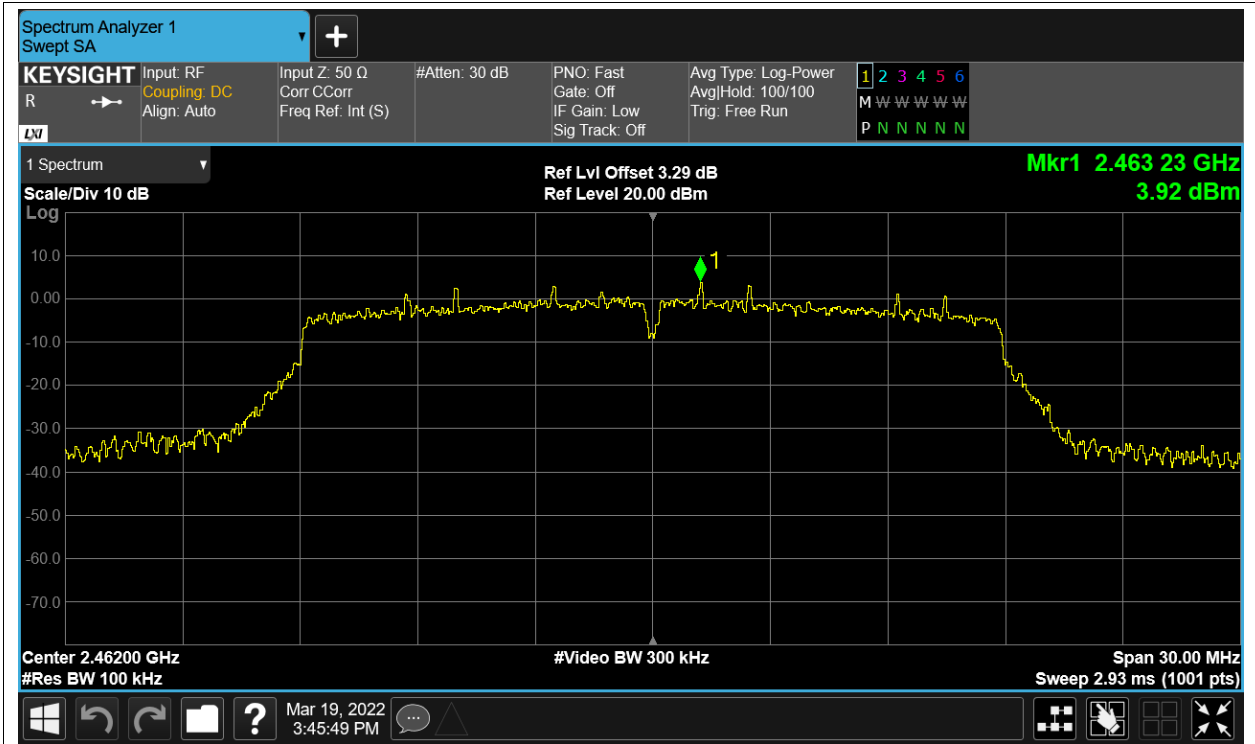 Spectrum Analyzer 1
Swept SA
KEYSIGHT
R
LXI
Input: RF
Coupling: DC
Align: Auto
Input Z: 50 Ω
Corr CCorr
Freq Ref: Int (S)
#Atten: 30 dB
PNO: Fast
Gate: Off
IF Gain: Low
Sig Track: Off
Avg Type: Log-Power
Avg|Hold: 100/100
Trig: Free Run
1 2 3 4 5 6
M W W W W W
P N N N N N
1 Spectrum
Scale/Div 10 dB
Log
Ref Lvl Offset 3.29 dB
Ref Level 20.00 dBm
Mkr1 2.463 23 GHz
3.92 dBm
1
10.0
0.00
-10.0
-20.0
-30.0
-40.0
-50.0
-60.0
-70.0
Center 2.46200 GHz
#Res BW 100 kHz
#Video BW 300 kHz
Span 30.00 MHz
Sweep 2.93 ms (1001 pts)
?
Mar 19, 2022
3:45:49 PM